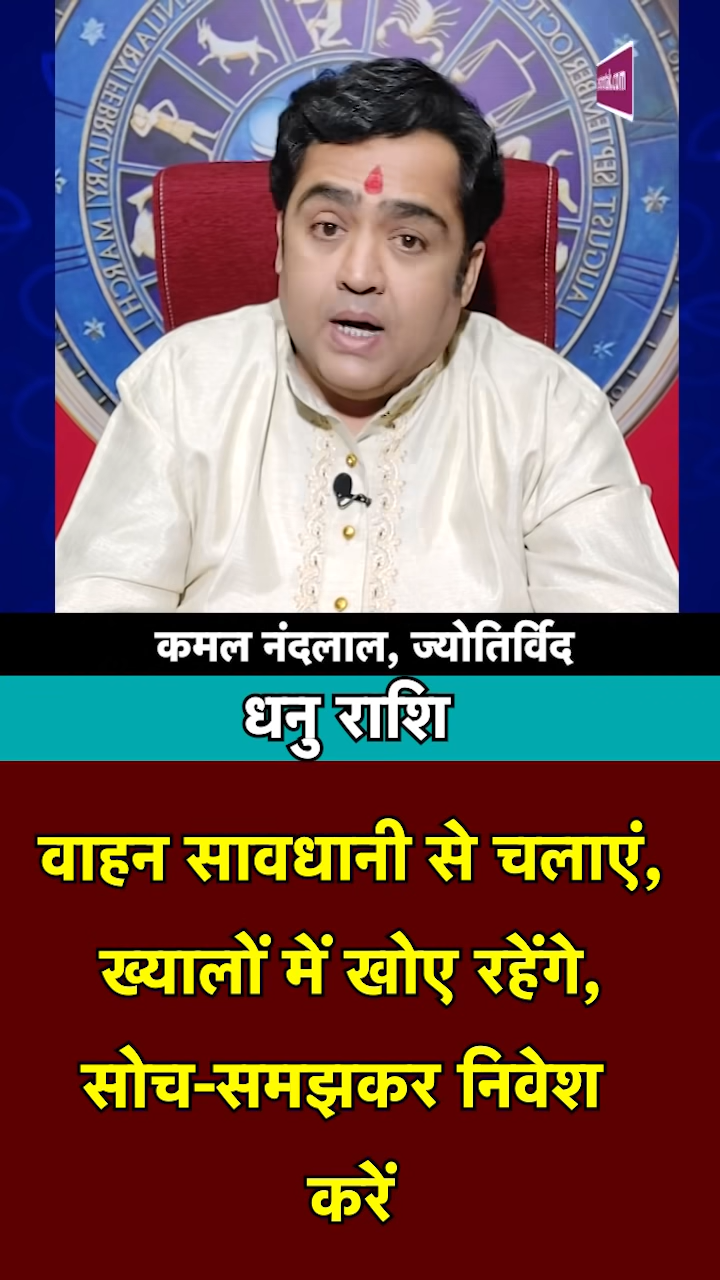 कमल नंदलाल, ज्योतिर्विद
धनु राशि
वाहन सावधानी से चलाएं,
ख्यालों में खोए रहेंगे,
सोच-समझकर निवेश
करें